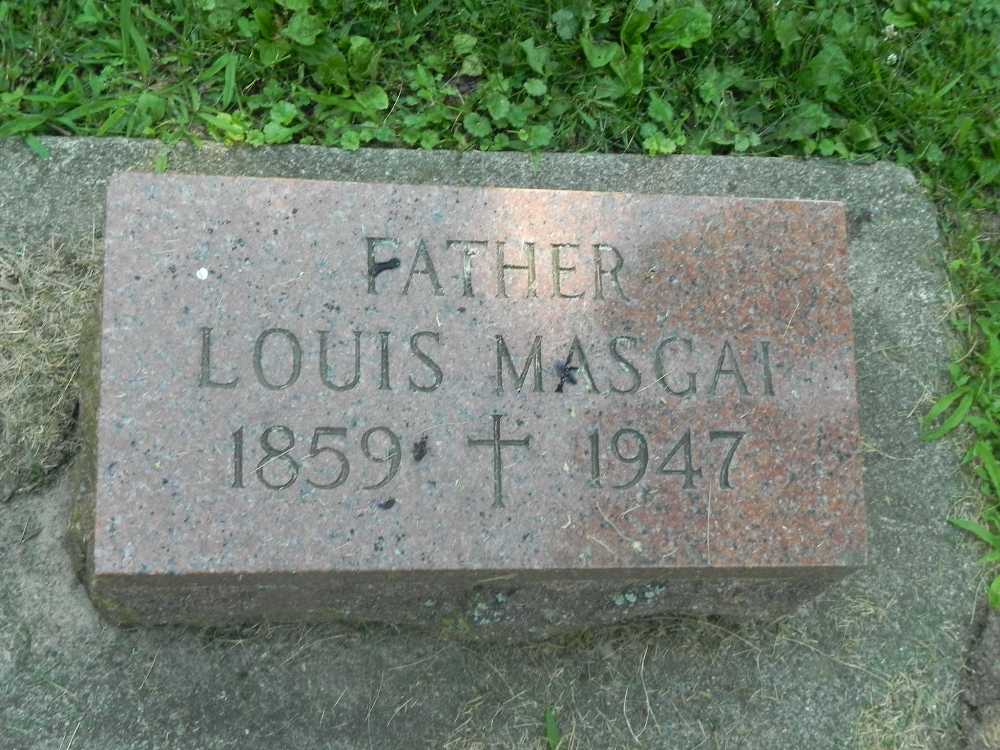 FATHER
LOUIS MASGAI
1859 ✝ 1947